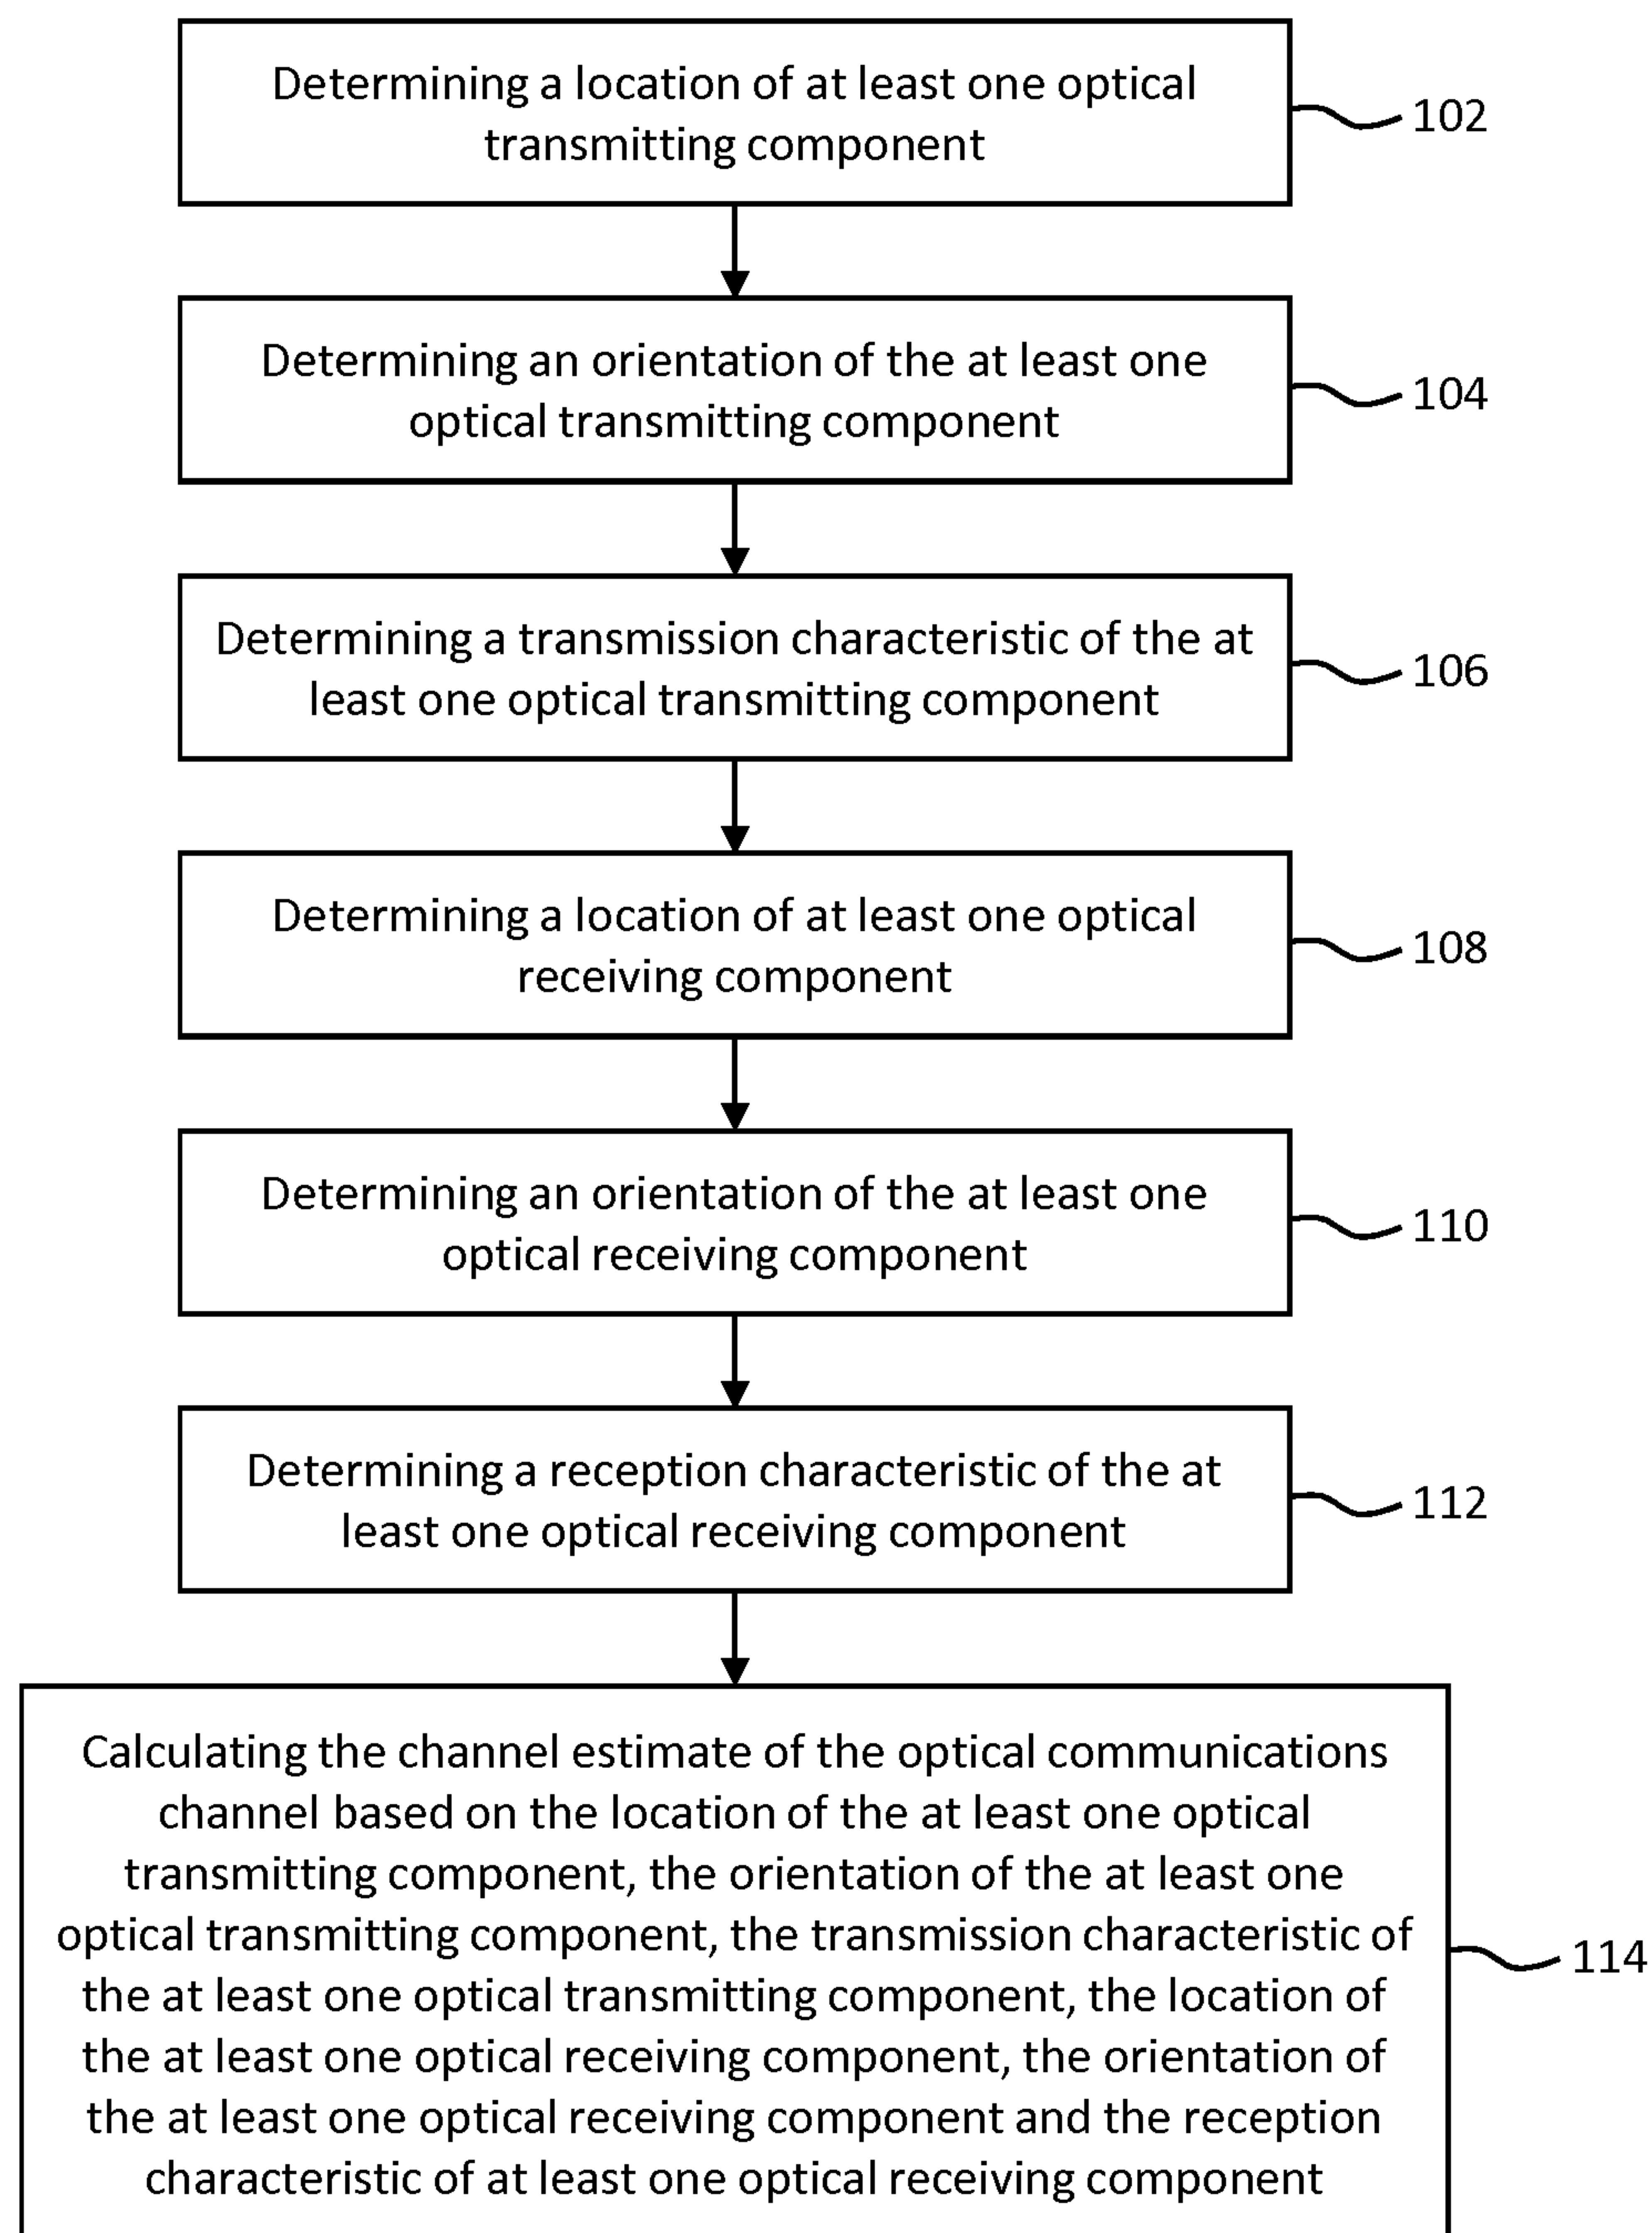 Determining a location of at least one optical
transmitting component
102
Determining an orientation of the at least one
optical transmitting component
104
Determining a transmission characteristic of the at
least one optical transmitting component
106
Determining a location of at least one optical
receiving component
108
Determining an orientation of the at least one
optical receiving component
110
Determining a reception characteristic of the at
least one optical receiving component
112
Calculating the channel estimate of the optical communications
channel based on the location of the at least one optical
transmitting component, the orientation of the at least one
optical transmitting component, the transmission characteristic of
the at least one optical transmitting component, the location of
the at least one optical receiving component, the orientation of
the at least one optical receiving component and the reception
characteristic of at least one optical receiving component
114